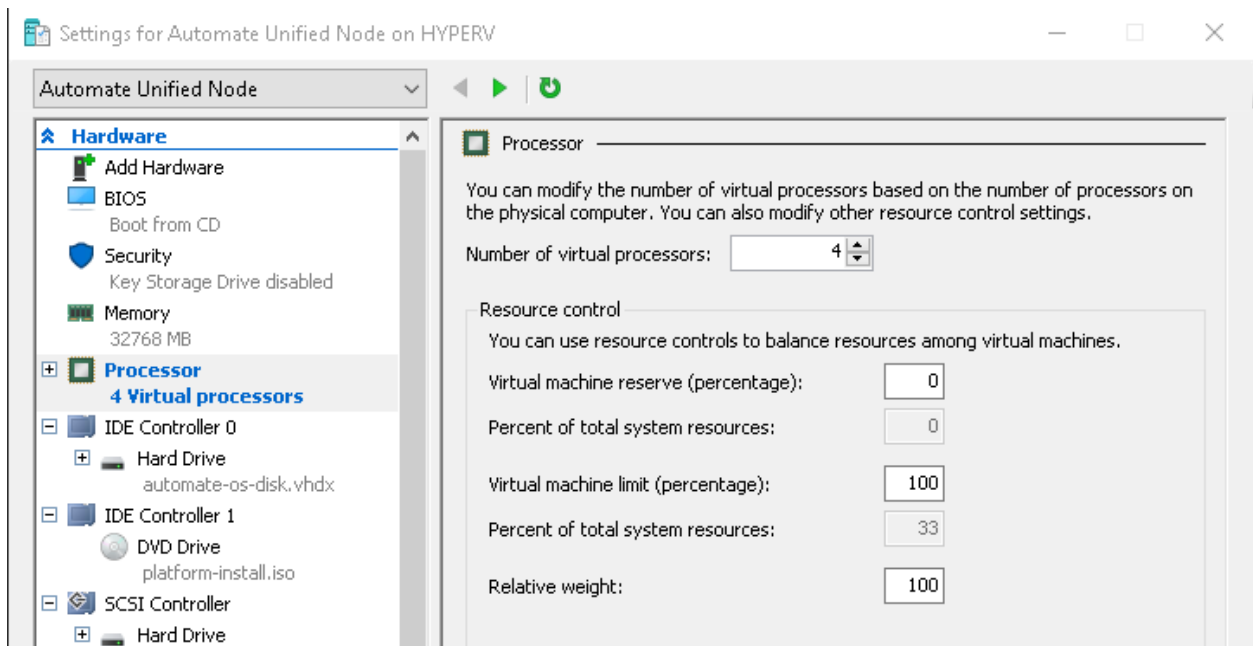 Settings for Automate Unified Node on HYPERV
Automate Unified Node
Hardware
Add Hardware
BIOS
Boot from CD
Security
Key Storage Drive disabled
Memory
32768 MB
Processor
4 Virtual processors
IDE Controller 0
Hard Drive
automate-os-disk.vhdx
IDE Controller 1
DVD Drive
platform-install.iso
SCSI Controller
Hard Drive
Processor
You can modify the number of virtual processors based on the number of processors on
the physical computer. You can also modify other resource control settings.
Number of virtual processors: 4
Resource control
You can use resource controls to balance resources among virtual machines.
Virtual machine reserve (percentage): 0
Percent of total system resources: 0
Virtual machine limit (percentage): 100
Percent of total system resources: 33
Relative weight: 100